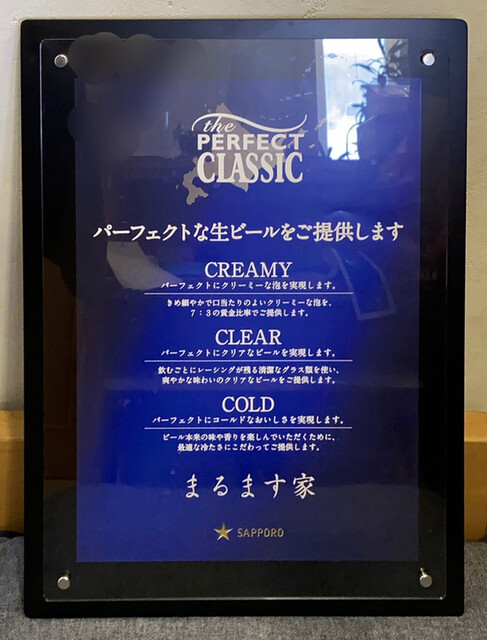 the
PERFECT
CLASSIC
パーフェクトな生ビールをご提供します
CREAMY
パーフェクトにクリーミーな泡を実現します。
きめ細やかで口当たりのよいクリーミーな泡を、
7:3の黄金比率でご提供します。
CLEAR
パーフェクトにクリアなビールを実現します。
飲むごとにレーシングが残る清潔なグラス類を使い、
爽やかな味わいのクリアなビールをご提供します。
COLD
パーフェクトにコールドなおいしさを実現します。
ビール本来の味や香りを楽しんでいただくために、
最適な冷たさにこだわってご提供します。
まるます家
SAPPORO